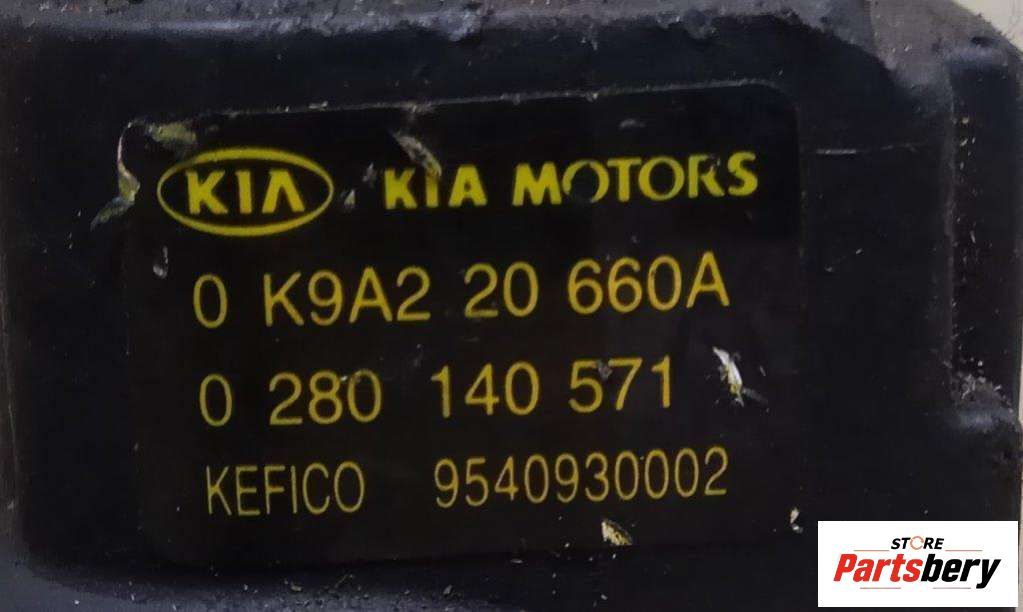 KIA KIA MOTORS
0 K9A2 20 660A
0 280 140 571
KEFICO 9540930002
STORE
Partsbery